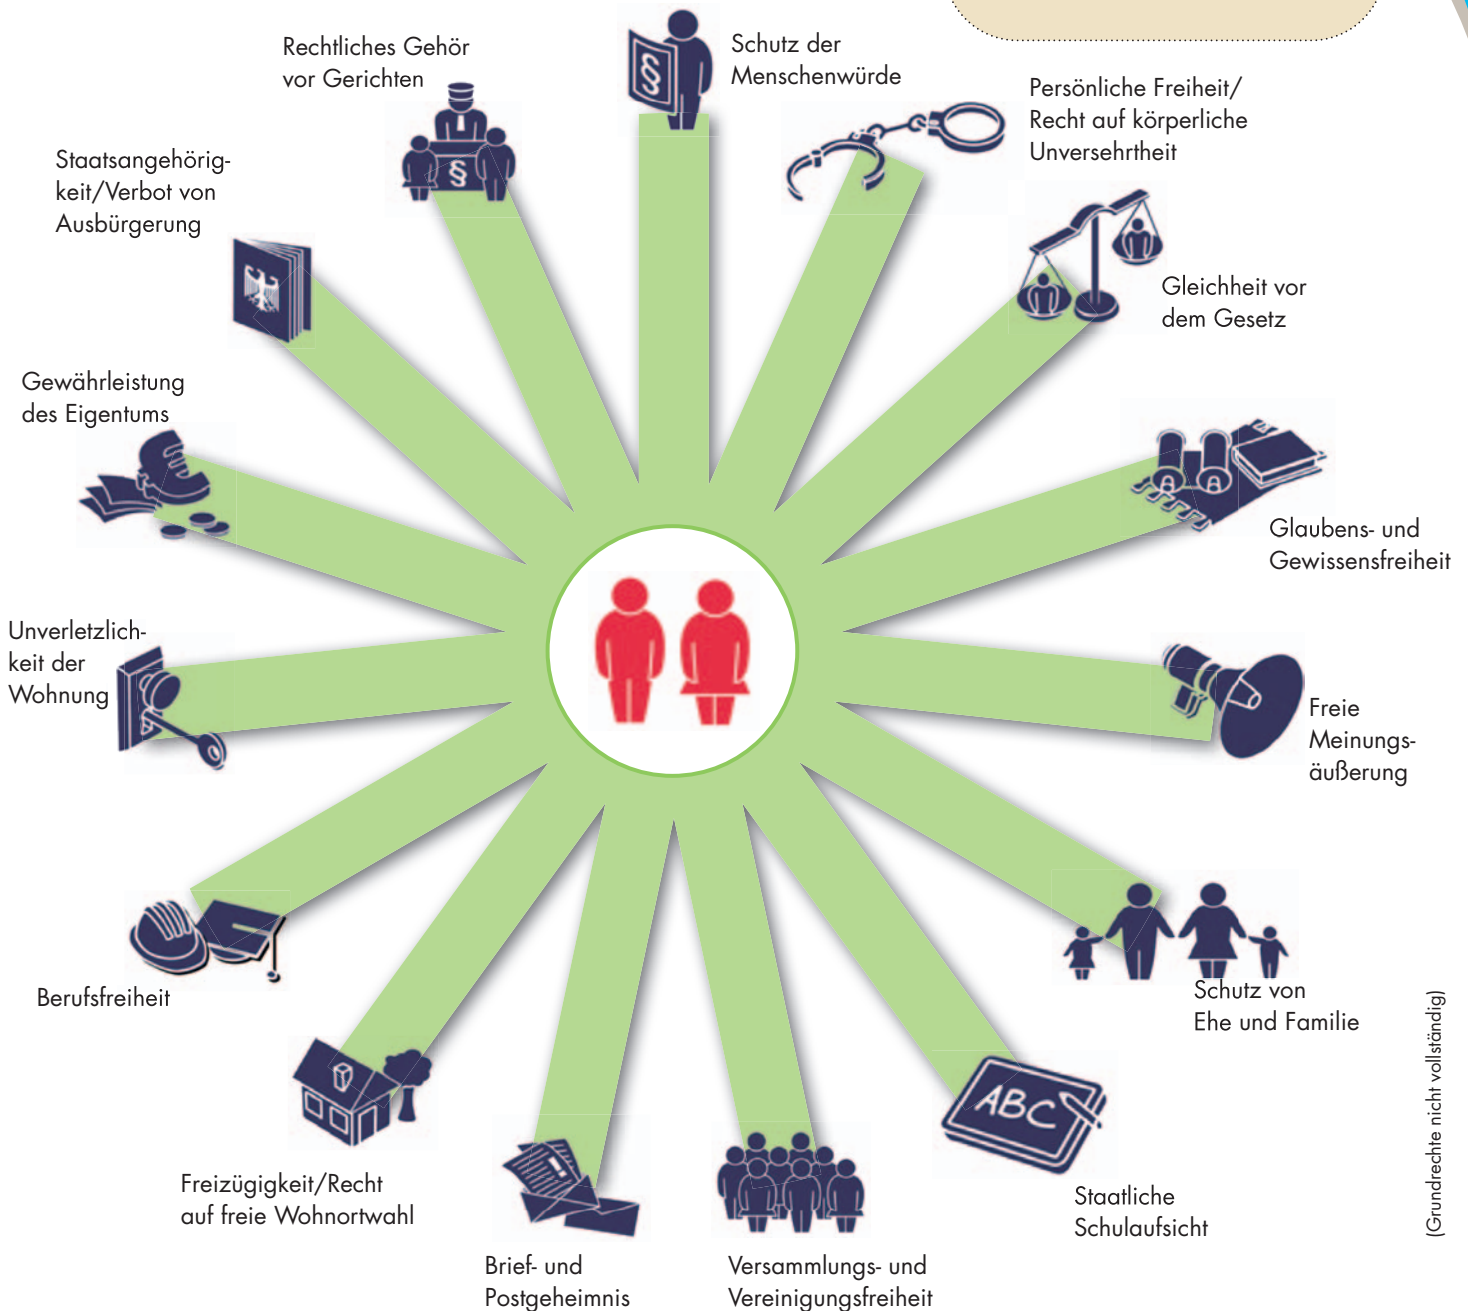 Rechtliches Gehör
vor Gerichten
§
Schutz der
Menschenwürde
Persönliche Freiheit/
Recht auf körperliche
Unversehrtheit
Staatsangehörig-
keit/Verbot von
Ausbürgerung
§
Gleichheit vor
dem Gesetz
Gewährleistung
des Eigentums
Glaubens- und
Gewissensfreiheit
Unverletzlich-
keit der
Wohnung
Freie
Meinungs-
äußerung
Berufsfreiheit
Schutz von
Ehe und Familie
ABC
Freizügigkeit/Recht
auf freie Wohnortwahl
Staatliche
Schulaufsicht
Brief- und
Postgeheimnis
Versammlungs- und
Vereinigungsfreiheit
(Grundrechte nicht vollständig)